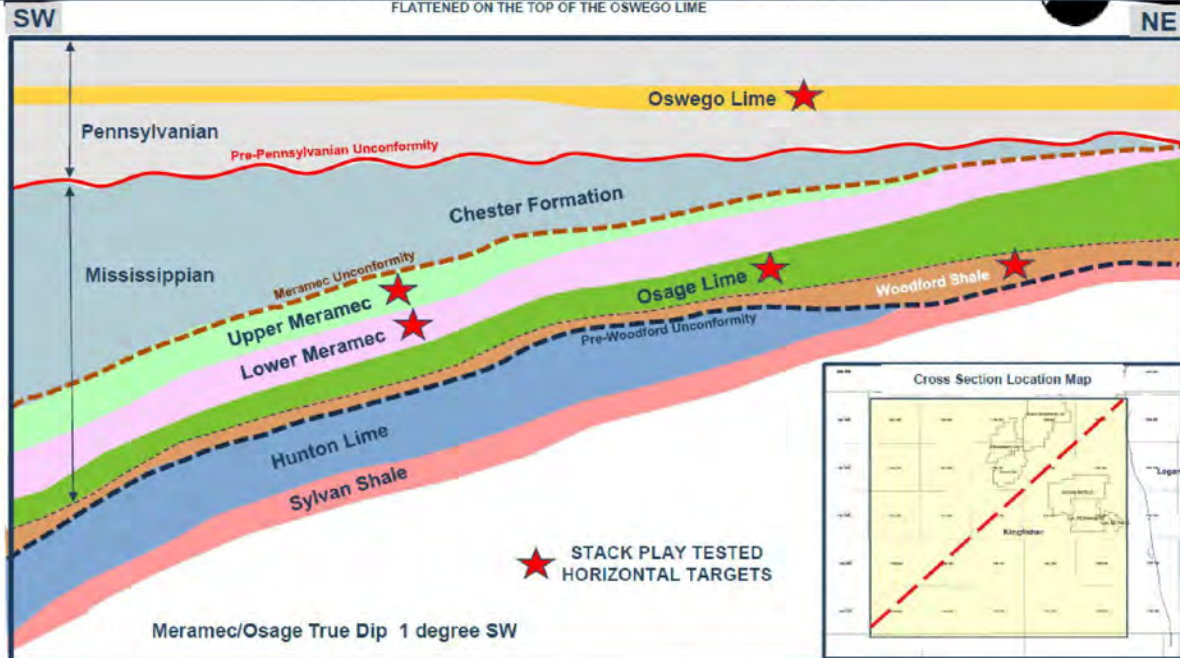 FLATTENED ON THE TOP OF THE OSWEGO LIME
SW
NE
Oswego Lime
Pennsylvanian
Pre-Pennsylvanian Unconformity
Chester Formation
Mississippian
Meramec Unconformity
Upper Meramec
Lower Meramec
Osage Lime
Woodford Shale
Pre-Woodford Unconformity
Hunton Lime
Sylvan Shale
STACK PLAY TESTED
HORIZONTAL TARGETS
Meramec/Osage True Dip 1 degree SW
Cross Section Location Map
Kingfisher